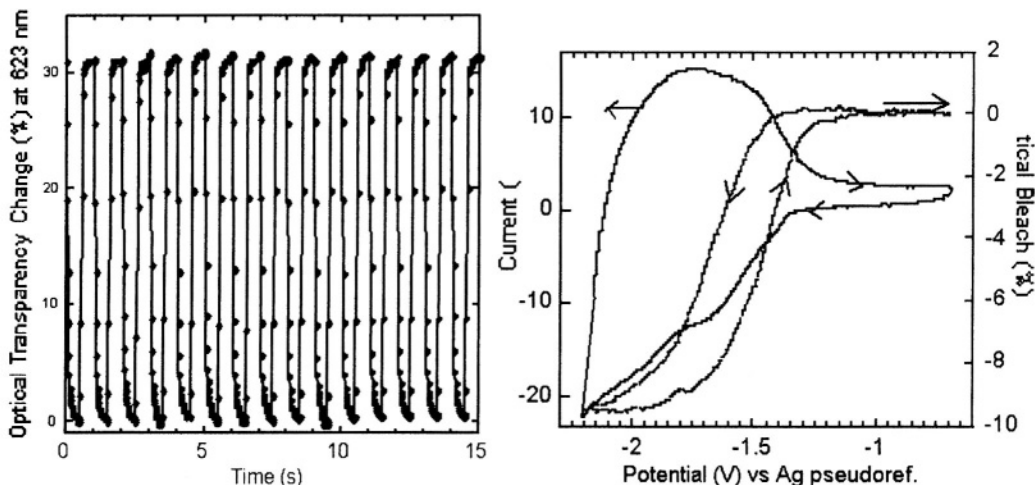 Optical Transparency Change (%) at 623 nm
30
20
10
0
0 5 10 15
Time (s)
Current (
10
0
-10
-20
-2 -1.5 -1
Potential (V) vs Ag pseudoref.
2
0
-2
-4
-6
-8
-10
tical Bleach (%)